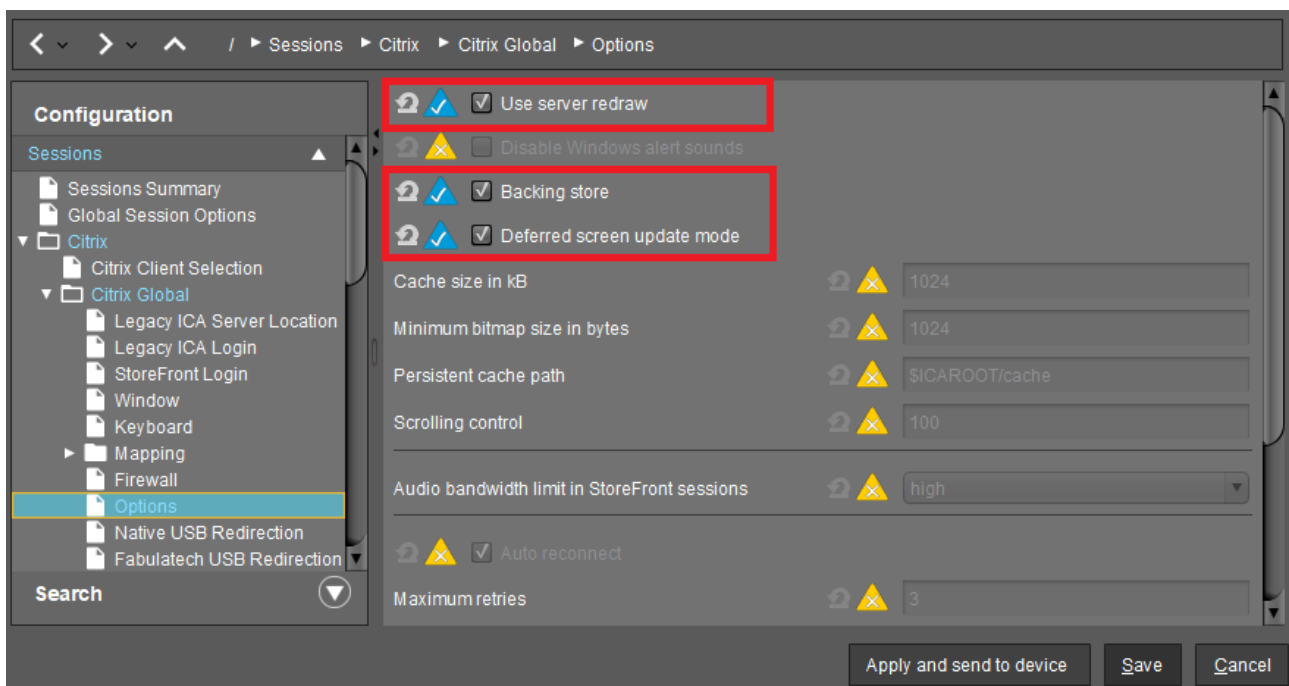 / Sessions Citrix Citrix Global Options
Configuration
Sessions
Sessions Summary
Global Session Options
Citrix
Citrix Client Selection
Citrix Global
Legacy ICA Server Location
Legacy ICA Login
StoreFront Login
Window
Keyboard
Mapping
Firewall
Options
Native USB Redirection
Fabulatech USB Redirection
Search
Use server redraw
Disable Windows alert sounds
Backing store
Deferred screen update mode
Cache size in kB 1024
Minimum bitmap size in bytes 1024
Persistent cache path $ICAROOT/cache
Scrolling control 100
Audio bandwidth limit in StoreFront sessions high
Auto reconnect
Maximum retries 3
Apply and send to device Save Cancel